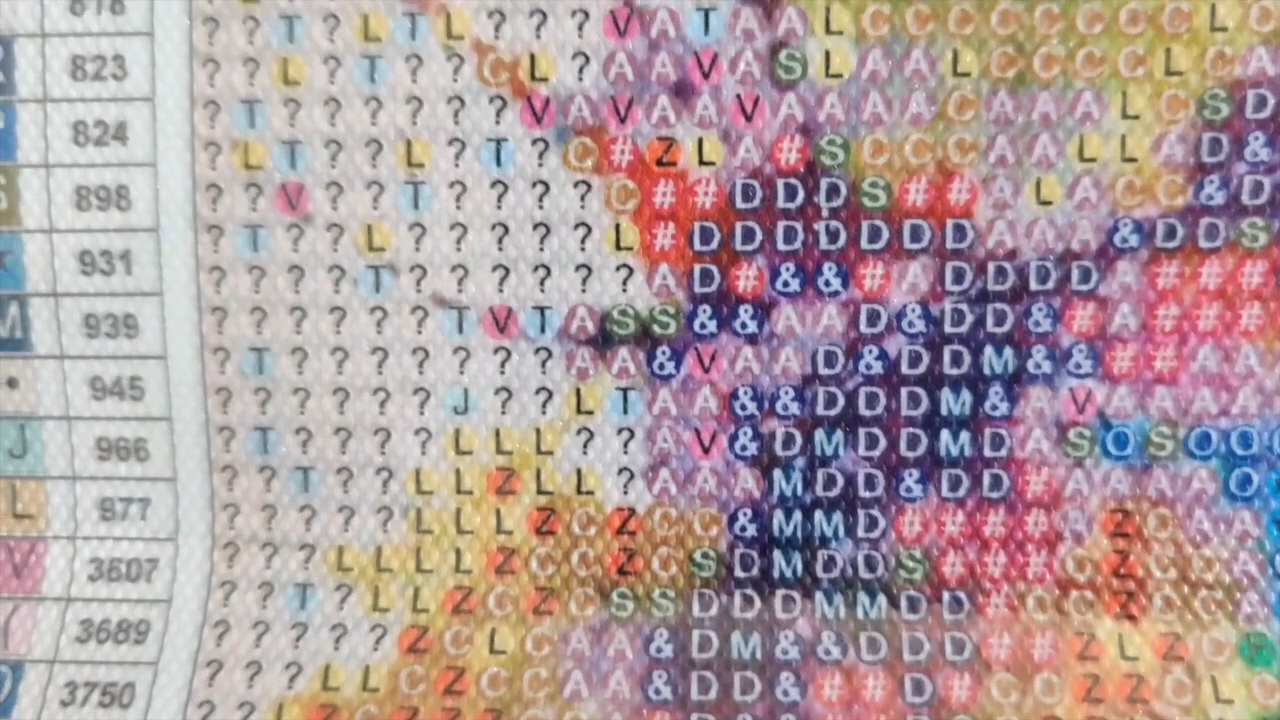 ? ? T ? L T L ? ? ? V A T A A L C C C C C C C C L C
823 ? ? L ? T ? ? C L ? A A V A S L A A L C C C C L C A
? T ? ? ? ? ? ? V A V A A V A A A A C A A A L C S D
824 ? L T ? ? L ? T ? C # Z L A # S C C C A A L L A D &
898 ? ? V ? ? T ? ? ? ? C # # D D D S # # A L A C C & D
? T ? ? L ? ? ? ? ? L # D D D D D D D A A A & D D S
931 ? ? ? ? T ? ? ? ? ? ? A D # & & # A D D D D A # # #
939 ? ? ? ? ? ? T V T A S S & & A A D & D D & # A # # #
? T ? ? ? ? ? ? ? A A & V A A D & D D M & & # # A A
945 ? ? ? ? ? ? J ? ? L T A A & & D D D M & A V A A A A
J 966 ? T ? ? ? ? L L L ? ? A V & D M D D M D A S O S O O O
? ? T ? ? L L Z L L ? A A A M D D & D D # A A A A O
L 977 ? ? ? ? ? L L L Z C Z C C & M M D # # # # A Z C A A
V 3607 ? ? ? L L L L Z C C Z C S D M D D S # # # C Z C C A
? ? T ? L L Z C Z C S S D D D M M D D # C C Z C C A
3689 ? ? ? ? ? Z C L C A A & D M & & D D D # # Z L Z C
3750 ? ? ? L L C Z C C A A & D D & # # D # C C Z Z C L C